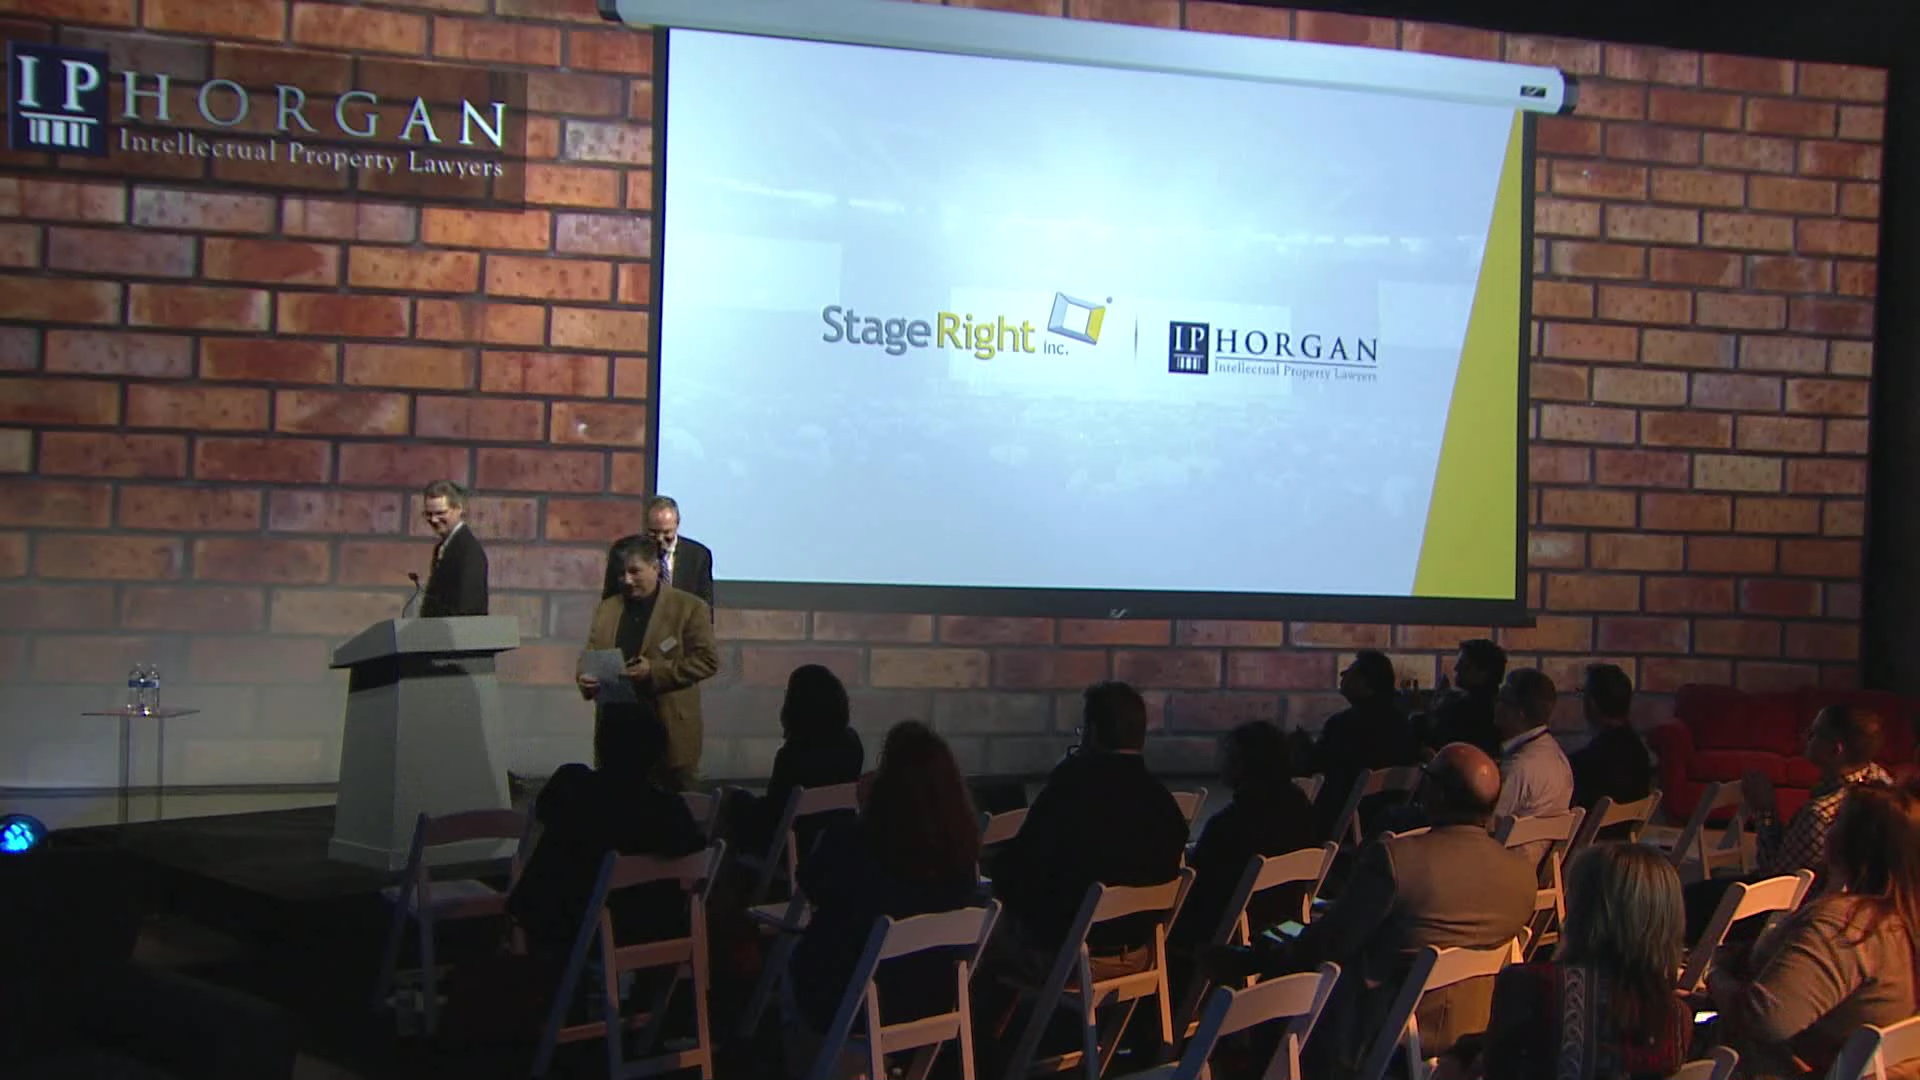 IP HORGAN
Intellectual Property Lawyers
StageRight inc.
IP HORGAN
Intellectual Property Lawyers